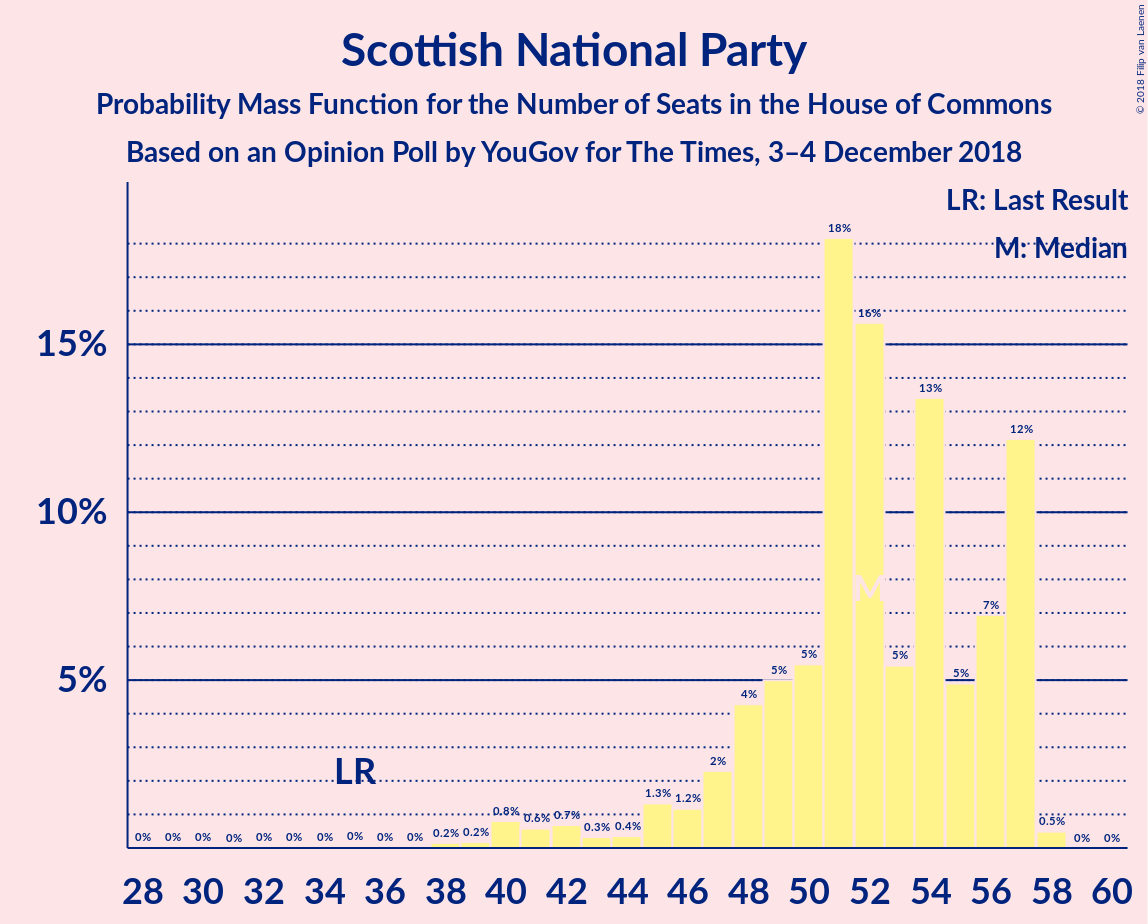 Scottish National Party
Probability Mass Function for the Number of Seats in the House of Commons
Based on an Opinion Poll by YouGov for The Times, 3–4 December 2018
© 2018 Filip van Laenen
LR: Last Result
M: Median
15%
10%
5%
LR
M
0% 0% 0% 0% 0% 0% 0% 0% 0% 0% 0.2% 0.2% 0.8% 0.6% 0.7% 0.3% 0.4% 1.3% 1.2% 2% 4% 5% 5% 18% 16% 5% 13% 5% 7% 12% 0.5% 0% 0%
28 30 32 34 36 38 40 42 44 46 48 50 52 54 56 58 60